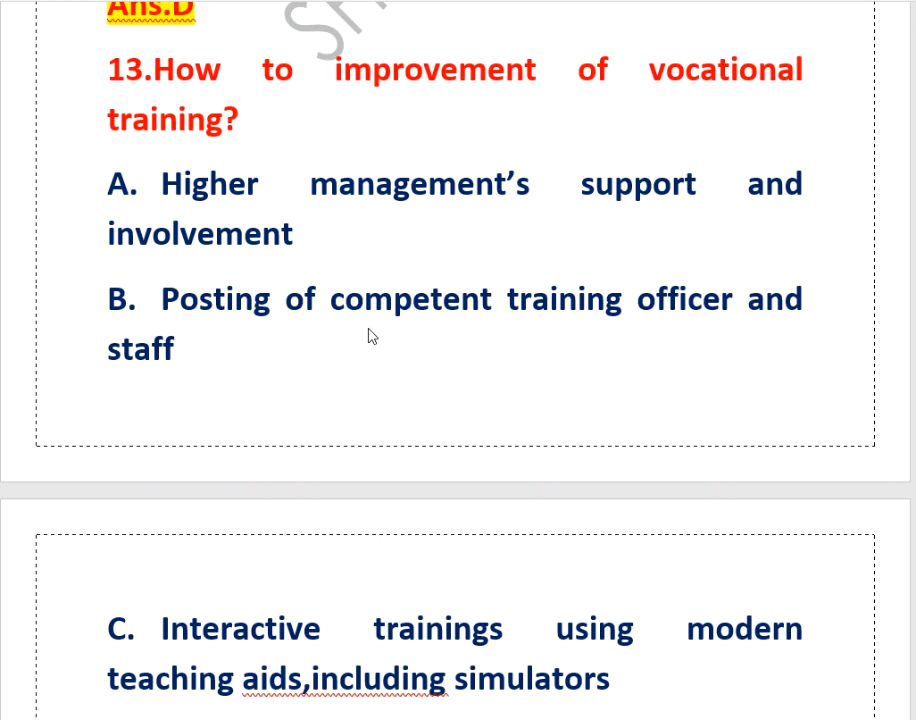 Ans.D
13.How to improvement of vocational
training?
A. Higher management's support and
involvement
B. Posting of competent training officer and
staff
C. Interactive trainings using modern
teaching aids,including simulators